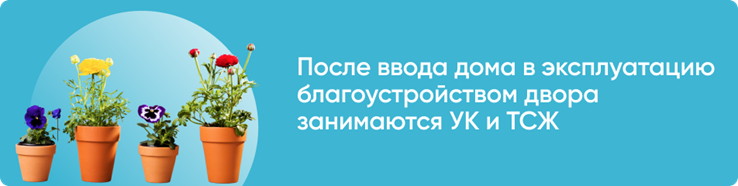 После ввода дома в эксплуатацию
благоустройством двора
занимаются УК и ТСЖ